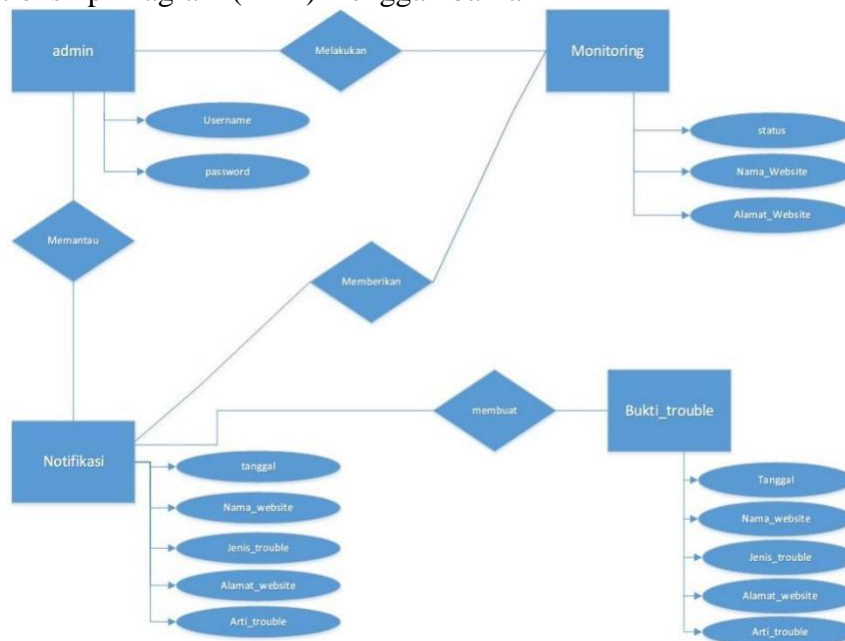 admin
Melakukan
Monitoring
Username
password
status
Nama_Website
Alamat_Website
Memantau
Memberikan
Notifikasi
tanggal
Nama_website
Jenis_trouble
Alamat_website
Arti_trouble
membuat
Bukti_trouble
Tanggal
Nama_website
Jenis_trouble
Alamat_website
Arti_trouble